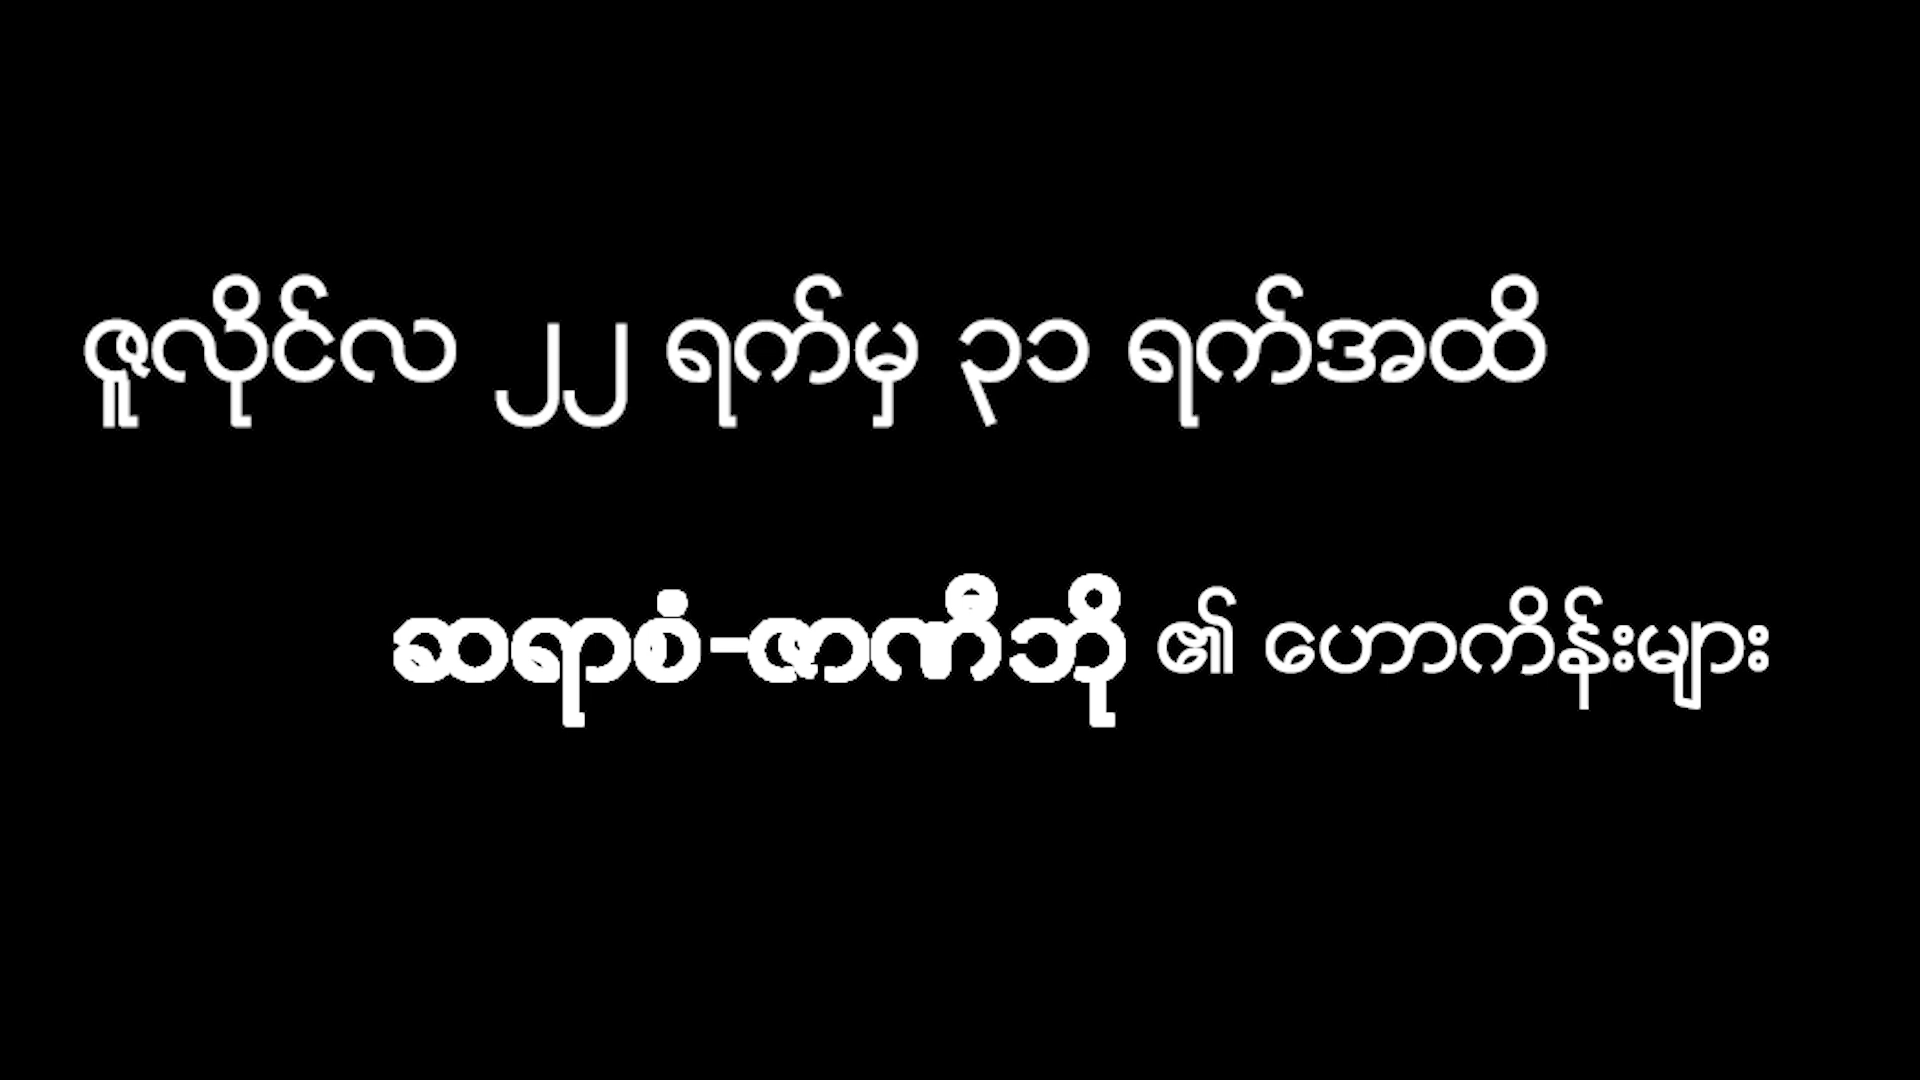 ဇူလိုင်လ ၂၂ ရက်မှ ၃၁ ရက်အထိ
ဆရာစံ-ဇာဏီဘို ၏ ဟောကိန်းများ